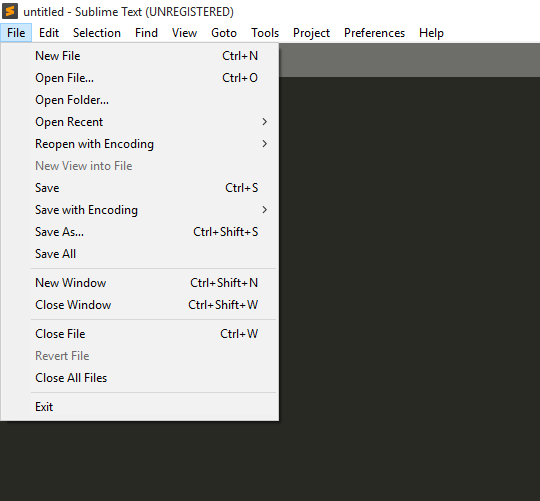 untitled - Sublime Text (UNREGISTERED)
File Edit Selection Find View Goto Tools Project Preferences Help
New File Ctrl+N
Open File... Ctrl+O
Open Folder...
Open Recent
Reopen with Encoding
New View into File
Save Ctrl+S
Save with Encoding
Save As... Ctrl+Shift+S
Save All
New Window Ctrl+Shift+N
Close Window Ctrl+Shift+W
Close File Ctrl+W
Revert File
Close All Files
Exit